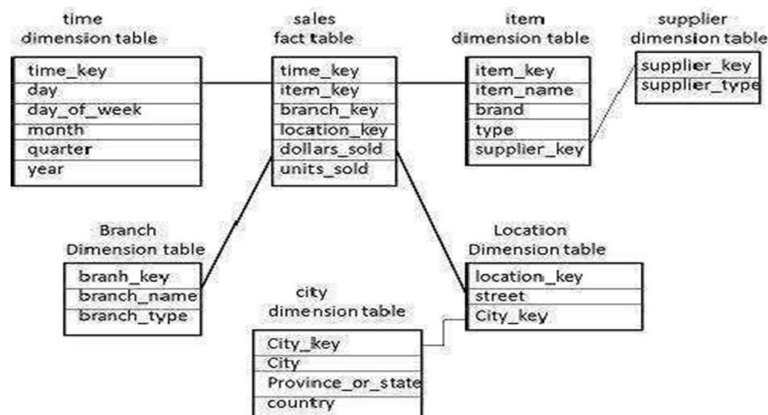 time
dimension table
time_key
day
day_of_week
month
quarter
year
sales
fact table
time_key
item_key
branch_key
location_key
dollars_sold
units_sold
item
dimension table
item_key
item_name
brand
type
supplier_key
supplier
dimension table
supplier_key
supplier_type
Branch
Dimension table
branh_key
branch_name
branch_type
city
dimension table
City_key
City
Province_or_state
country
Location
Dimension table
location_key
street
City_key